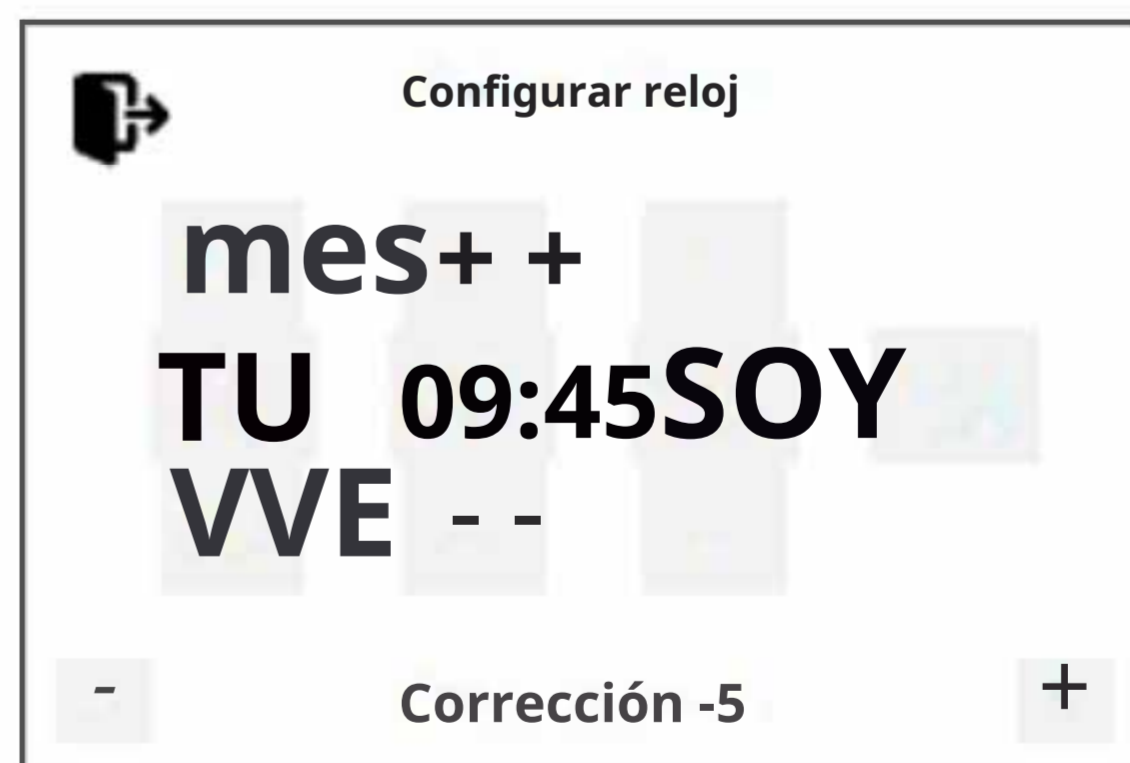 Configurar reloj
mes+ +
TU 09:45SOY
VVE - -
- Corrección -5 +